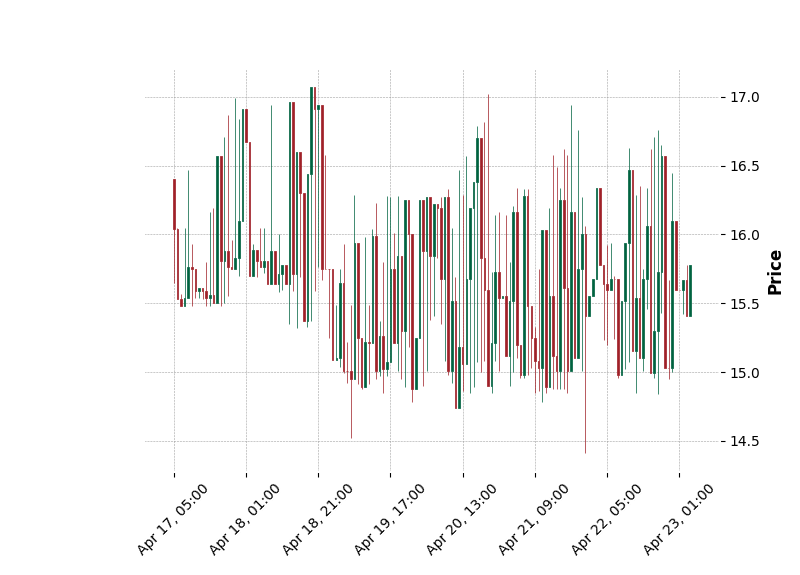 17.0
16.5
16.0
15.5
15.0
14.5
Price
Apr 17, 05:00
Apr 18, 01:00
Apr 18, 21:00
Apr 19, 17:00
Apr 20, 13:00
Apr 21, 09:00
Apr 22, 05:00
Apr 23, 01:00